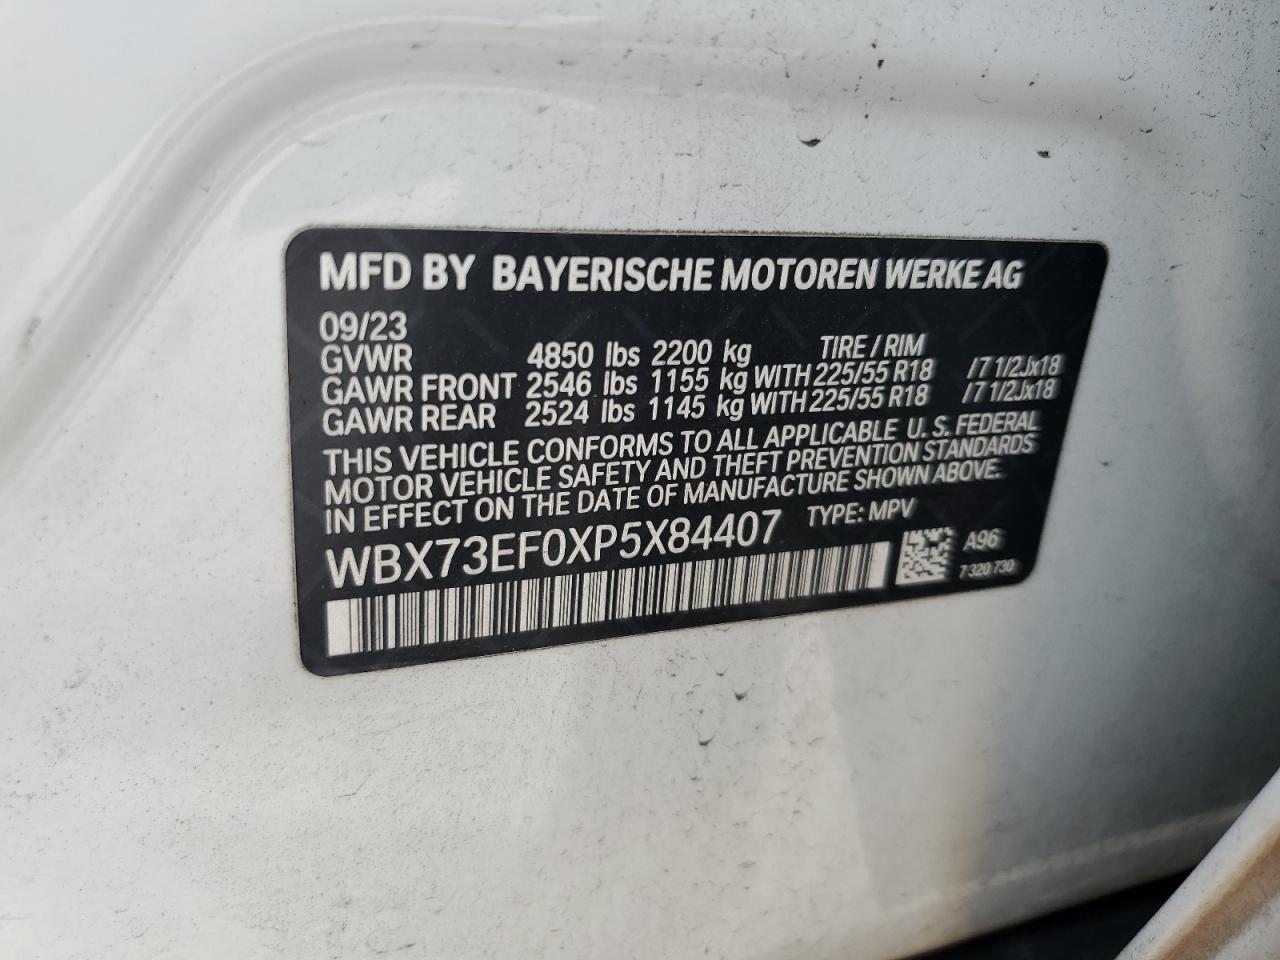 MFD BY BAYERISCHE MOTOREN WERKE AG
09/23 TIRE / RIM
GVWR 4850 lbs 2200 kg
GAWR FRONT 2546 lbs 1155 kg WITH 225/55 R18 /7 1/2Jx18
GAWR REAR 2524 lbs 1145 kg WITH 225/55 R18 /7 1/2Jx18
THIS VEHICLE CONFORMS TO ALL APPLICABLE U. S. FEDERAL
MOTOR VEHICLE SAFETY AND THEFT PREVENTION STANDARDS
IN EFFECT ON THE DATE OF MANUFACTURE SHOWN ABOVE.
WBX73EF0XP5X84407 TYPE: MPV
A96
7 320 730